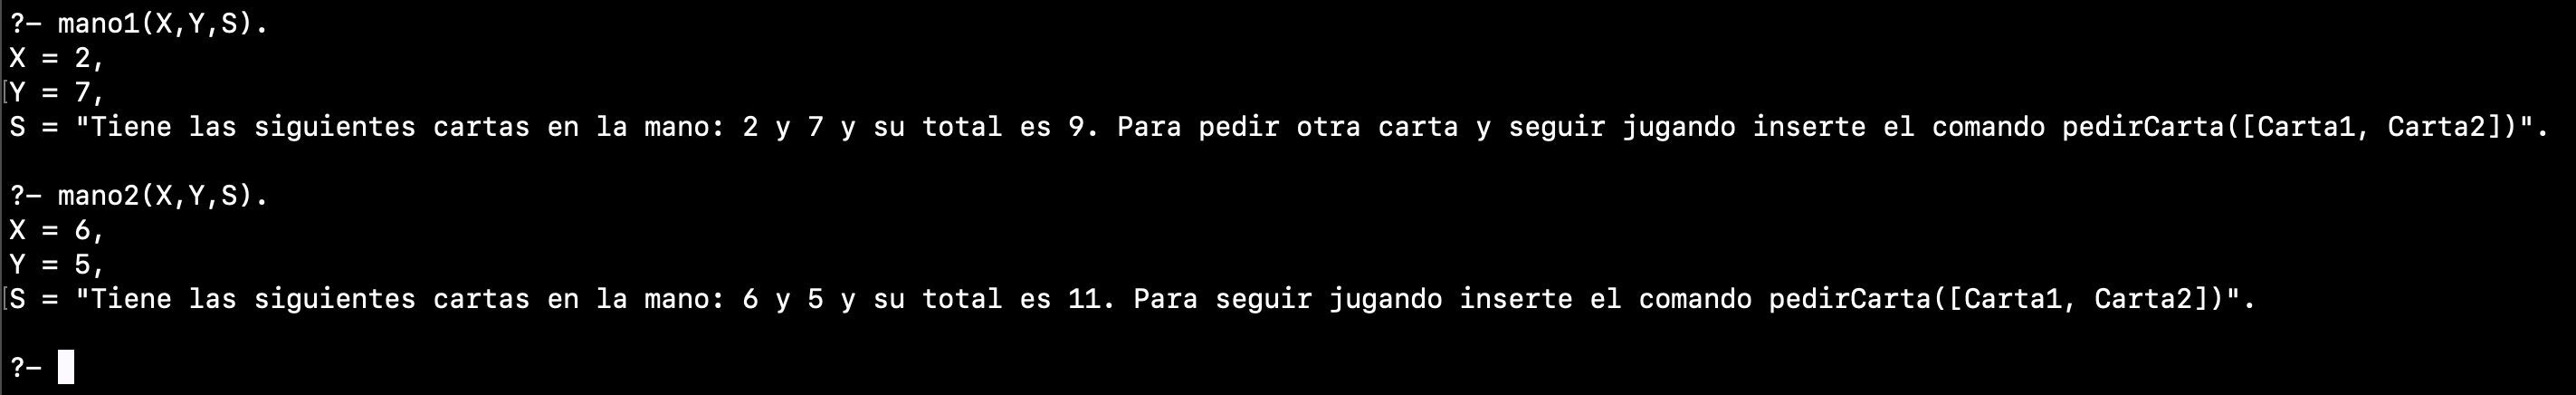 ?- mano1(X,Y,S).
X = 2,
[Y = 7,
S = "Tiene las siguientes cartas en la mano: 2 y 7 y su total es 9. Para pedir otra carta y seguir jugando inserte el comando pedirCarta([Carta1, Carta2])".
?- mano2(X,Y,S).
X = 6,
Y = 5,
[S = "Tiene las siguientes cartas en la mano: 6 y 5 y su total es 11. Para seguir jugando inserte el comando pedirCarta([Carta1, Carta2])".
?-